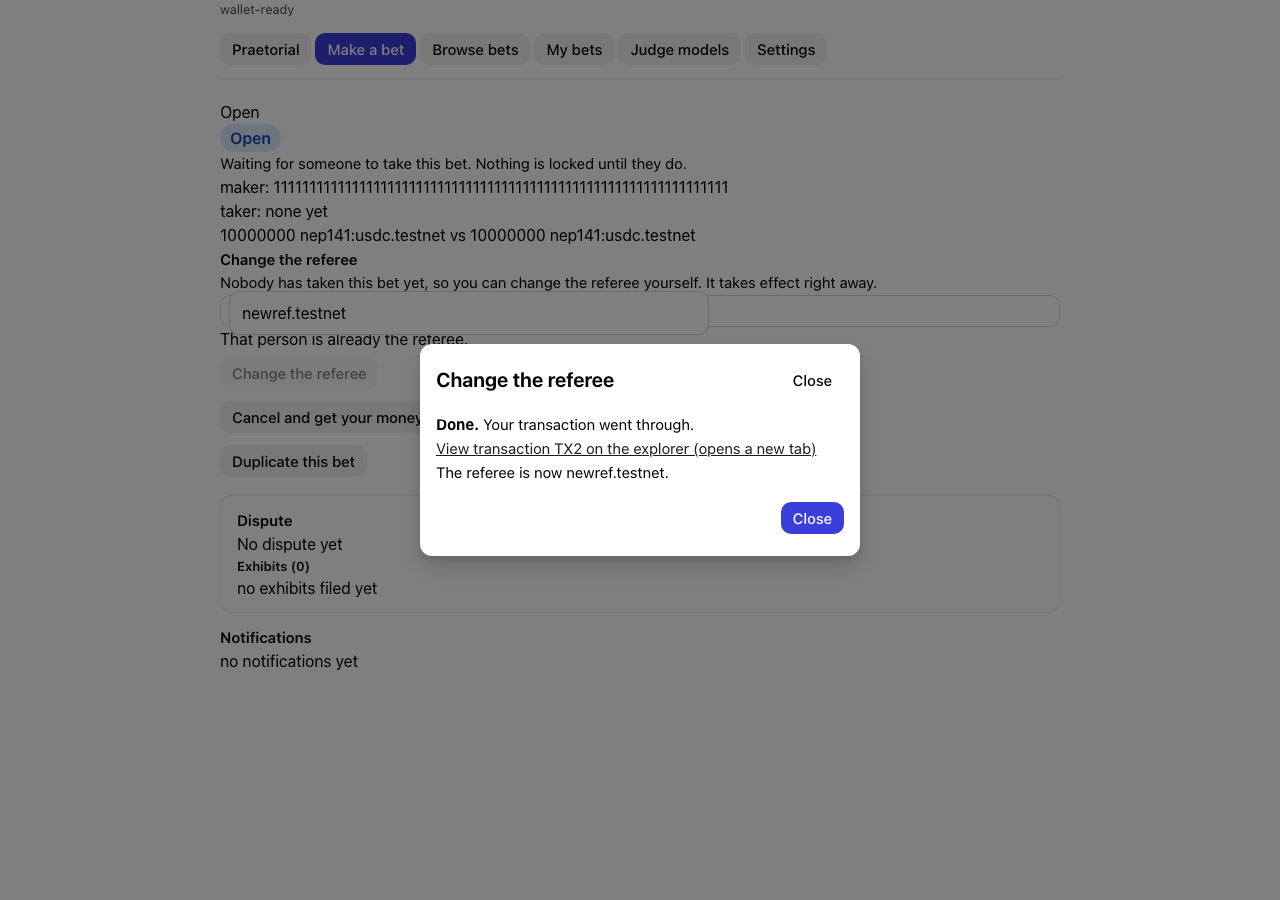 wallet-ready
Praetorial Make a bet Browse bets My bets Judge models Settings
Open
Open
Waiting for someone to take this bet. Nothing is locked until they do.
maker: 1111111111111111111111111111111111111111111111111111111111111111
taker: none yet
10000000 nep141:usdc.testnet vs 10000000 nep141:usdc.testnet
Change the referee
Nobody has taken this bet yet, so you can change the referee yourself. It takes effect right away.
newref.testnet
That person is already the referee.
Change the referee
Cancel and get your money
Duplicate this bet
Change the referee Close
Done. Your transaction went through.
View transaction TX2 on the explorer (opens a new tab)
The referee is now newref.testnet.
Close
Dispute
No dispute yet
Exhibits (0)
no exhibits filed yet
Notifications
no notifications yet